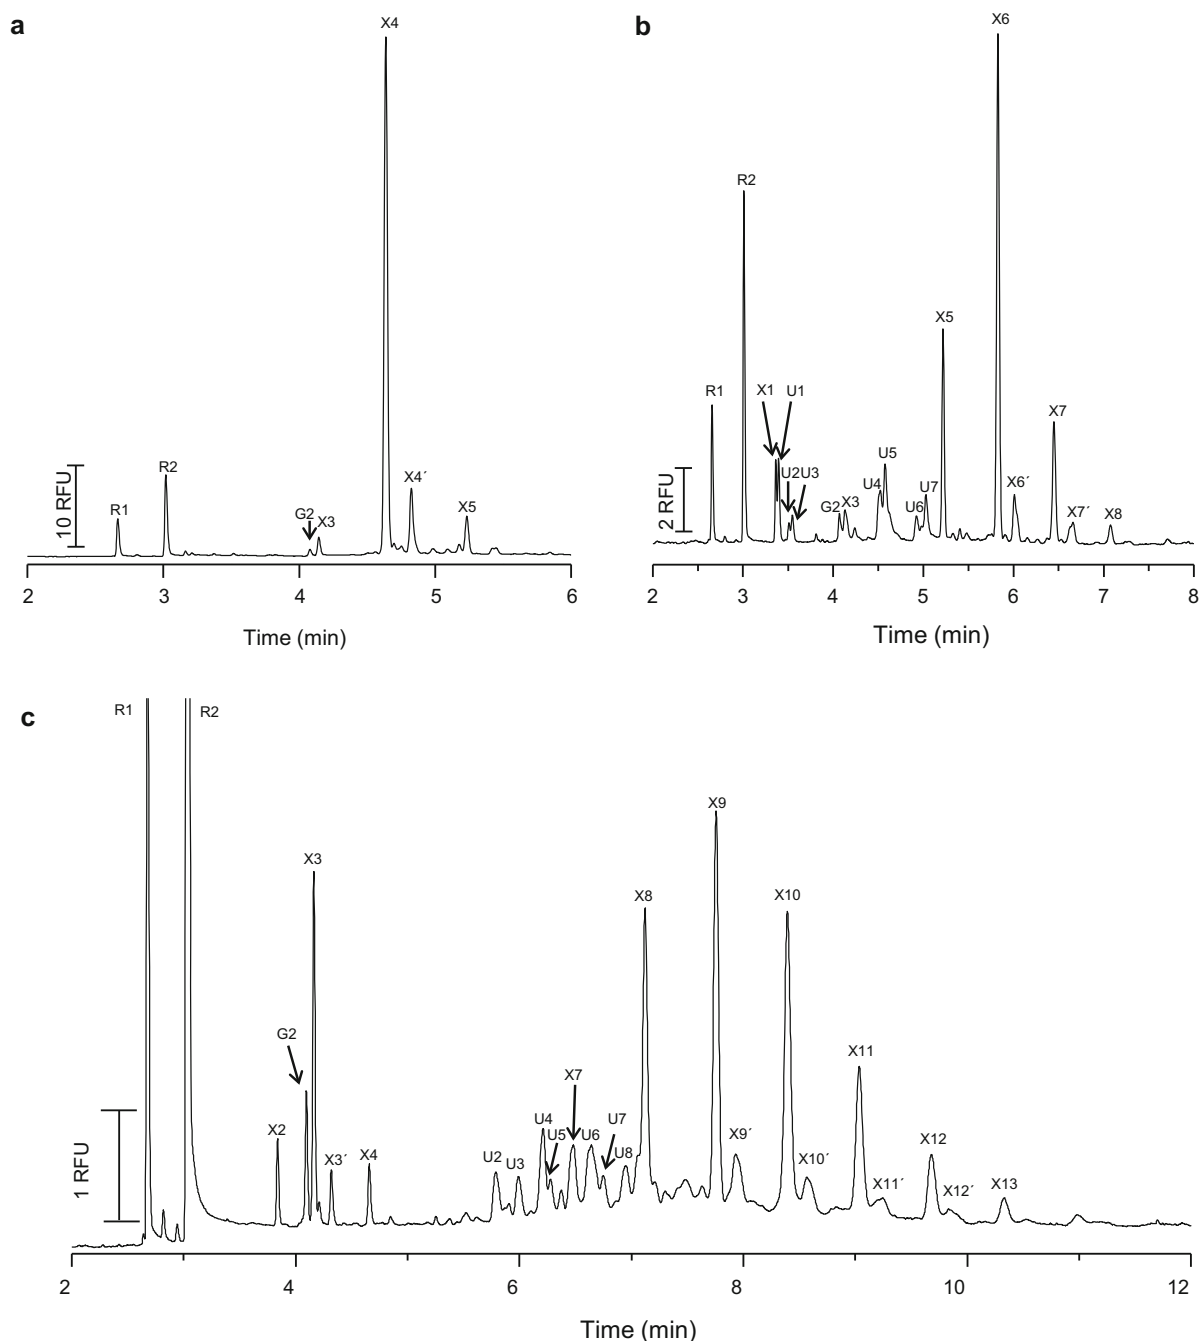 a
X4
R2
R1
G2
X3
X4´
X5
10 RFU
2 3 4 5 6
Time (min)
b
X6
R2
X5
R1
X1
U1
X7
U5
U2
U3
U4
U7
X6´
G2
X3
U6
X7´
X8
2 RFU
2 3 4 5 6 7 8
Time (min)
c
R1
R2
X9
X3
X8
X10
G2
X11
X7
U4
U7
X2
U5
U6
X12
X9´
U8
X3´
X4
U2
U3
X10´
X11´
X12´
X13
1 RFU
2 4 6 8 10 12
Time (min)